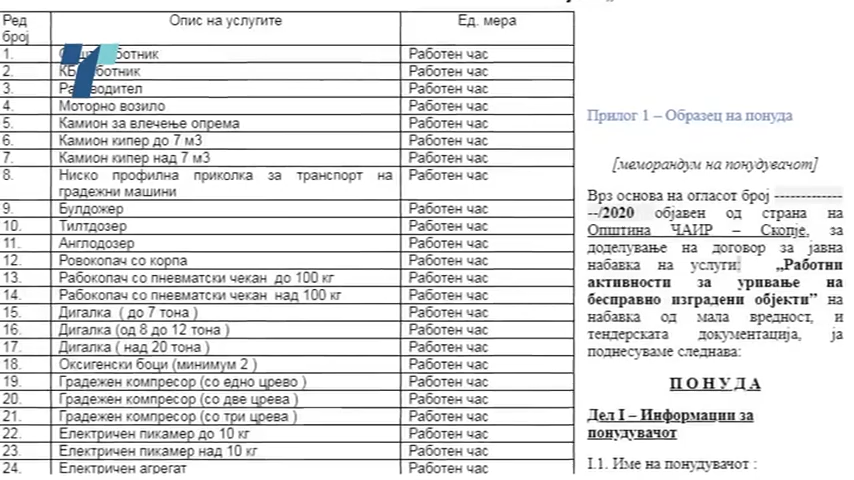 Ред број
Опис на услугите
Ед. мера
1.
ботник
Работен час
2.
КВ работник
Работен час
3.
Работен час
4.
Моторно возило
Работен час
5.
Камион за влечење опрема
Работен час
6.
Камион кипер до 7 м3
Работен час
7.
Камион кипер над 7 м3
Работен час
8.
Ниско профилна приколка за транспорт на
градежни машини
Работен час
9.
Булдожер
Работен час
10.
Тилтдозер
Работен час
11.
Англодозер
Работен час
12.
Ровокопач со корпа
Работен час
13.
Рабокопач со пневматски чекан до 100 кг
Работен час
14.
Рабокопач со пневматски чекан над 100 кг
Работен час
15.
Дигалка ( до 7 тона )
Работен час
16.
Дигалка (од 8 до 12 тона )
Работен час
17.
Дигалка ( над 20 тона )
Работен час
18.
Оксигенски боци (минимум 2 )
Работен час
19.
Градежен компресор (со едно црево )
Работен час
20.
Градежен компресор (со две црева )
Работен час
21.
Градежен компресор (со три црева )
Работен час
22.
Електричен пикамер до 10 кг
Работен час
23.
Електричен пикамер над 10 кг
Работен час
24.
Електричен агрегат
Работен час
Прилог 1 – Образец на понуда
[меморандум на понудувачот]
Врз основа на огласот број -------------
--/2020 објавен од страна на
Општина ЧАИР – Скопје, за
доделување на договор за јавна
набавка на услуги: „Работни
активности за уривање на
бесправно изградени објекти” на
набавка од мала вредност, и
тендерската документација, ја
поднесуваме следнава:
П О Н У Д А
Дел I – Информации за
понудувачот
I.1. Име на понудувачот :